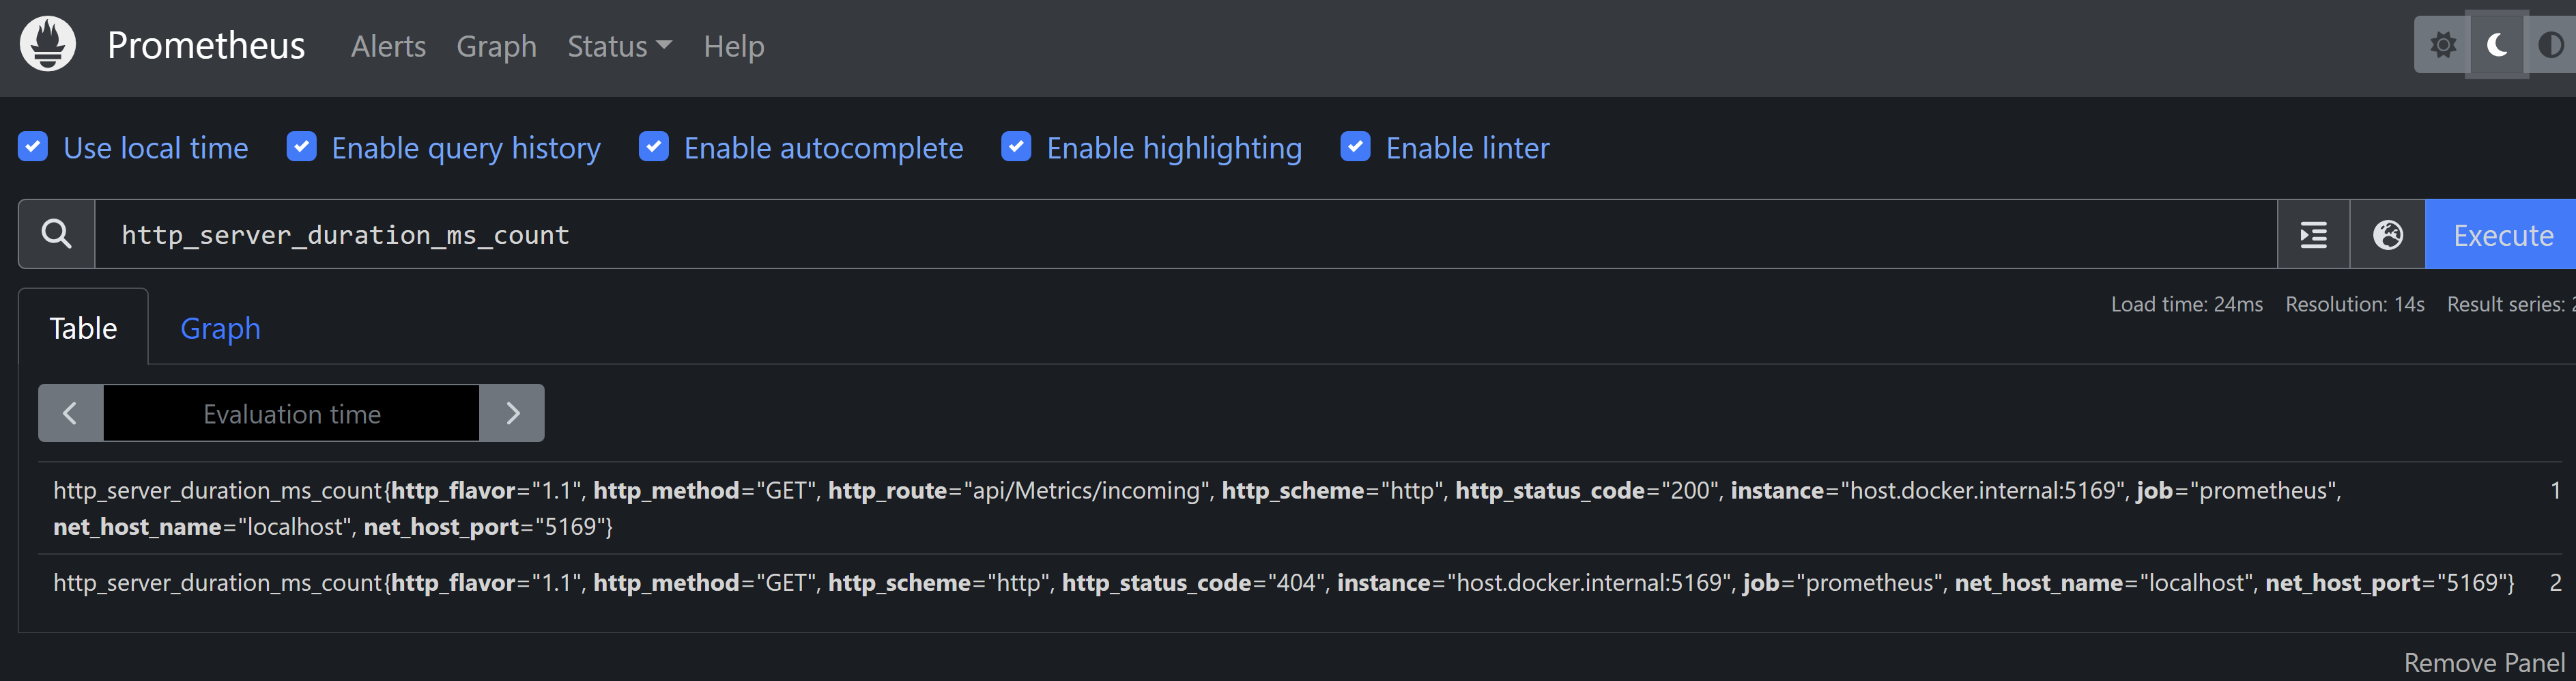 Prometheus Alerts Graph Status Help
Use local time Enable query history Enable autocomplete Enable highlighting Enable linter
http_server_duration_ms_count Execute
Load time: 24ms Resolution: 14s Result series:
Table Graph
Evaluation time
http_server_duration_ms_count{http_flavor="1.1", http_method="GET", http_route="api/Metrics/incoming", http_scheme="http", http_status_code="200", instance="host.docker.internal:5169", job="prometheus", 1
net_host_name="localhost", net_host_port="5169"}
http_server_duration_ms_count{http_flavor="1.1", http_method="GET", http_scheme="http", http_status_code="404", instance="host.docker.internal:5169", job="prometheus", net_host_name="localhost", net_host_port="5169"} 2
Remove Panel